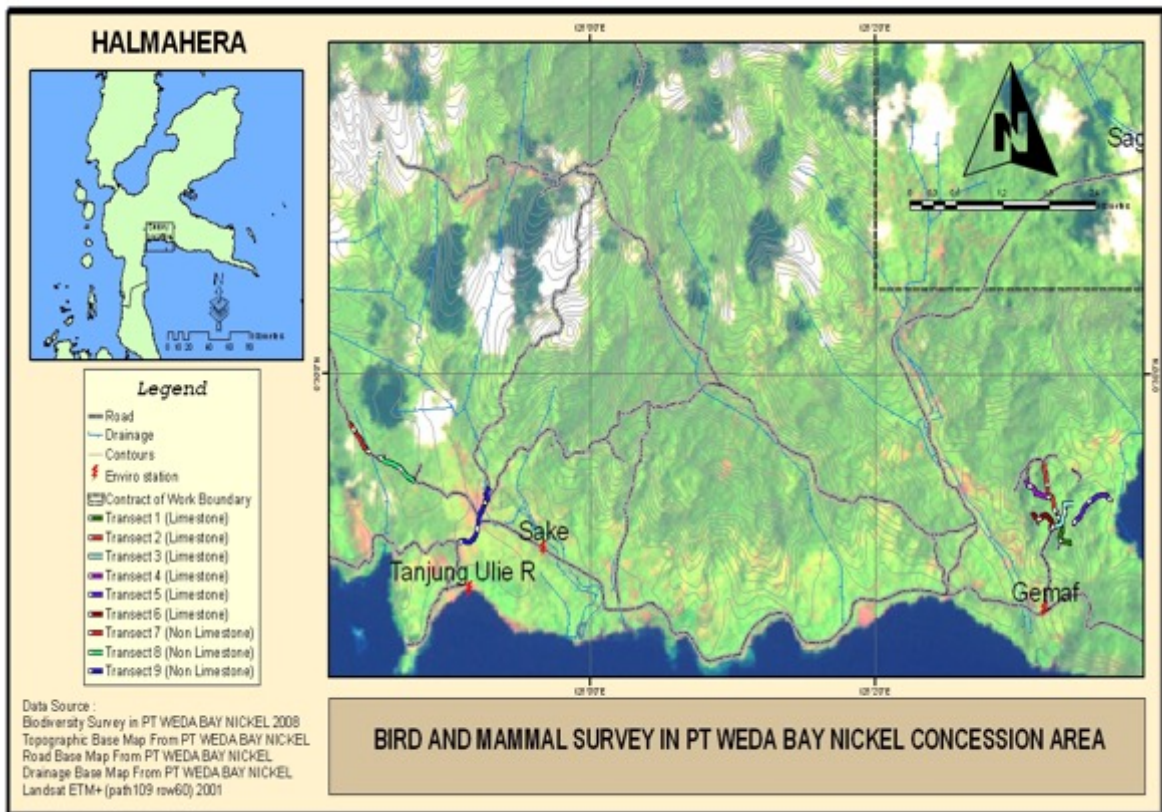 HALMAHERA
N
Legend
Road
Drainage
Contours
Enviro station
Contract of Work Boundary
Transect 1 (Limestone)
Transect 2 (Limestone)
Transect 3 (Limestone)
Transect 4 (Limestone)
Transect 5 (Limestone)
Transect 6 (Limestone)
Transect 7 (Non Limestone)
Transect 8 (Non Limestone)
Transect 9 (Non Limestone)
Data Source :
Biodiversity Survey in PT WEDA BAY NICKEL 2008
Topographic Base Map From PT WEDA BAY NICKEL
Road Base Map From PT WEDA BAY NICKEL
Drainage Base Map From PT WEDA BAY NICKEL
Landsat ETM+ (path109 row60) 2001
N
Sag
Sake
Tanjung Ulie R
Gemaf
BIRD AND MAMMAL SURVEY IN PT WEDA BAY NICKEL CONCESSION AREA